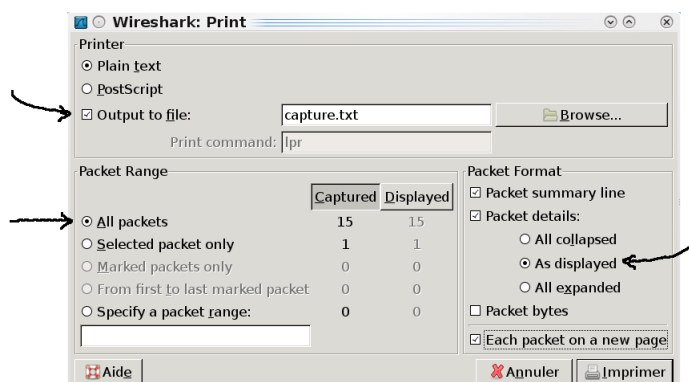 Wireshark: Print
Printer
Plain text
PostScript
Output to file:
capture.txt
Browse...
Print command:
lpr
Packet Range
Captured Displayed
All packets 15 15
Selected packet only 1 1
Marked packets only 0 0
From first to last marked packet 0 0
Specify a packet range: 0 0
Packet Format
Packet summary line
Packet details:
All collapsed
As displayed
All expanded
Packet bytes
Each packet on a new page
Aide
Annuler
Imprimer